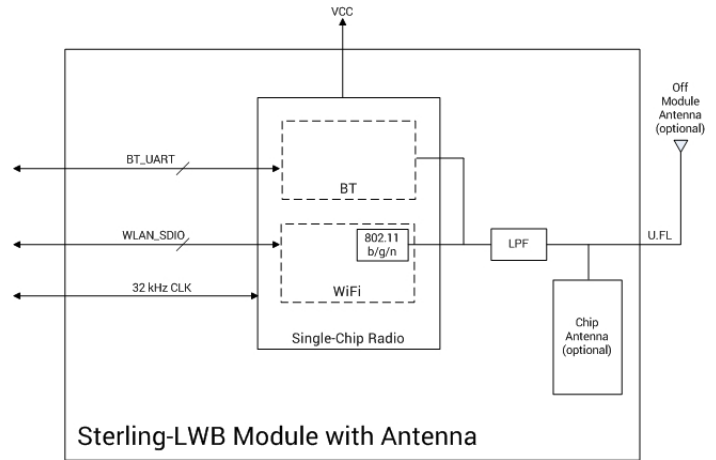 VCC
Off
Module
Antenna
(optional)
BT_UART
BT
WLAN_SDIO
802.11
b/g/n
LPF
U.FL
32 kHz CLK
WiFi
Chip
Antenna
(optional)
Single-Chip Radio
Sterling-LWB Module with Antenna